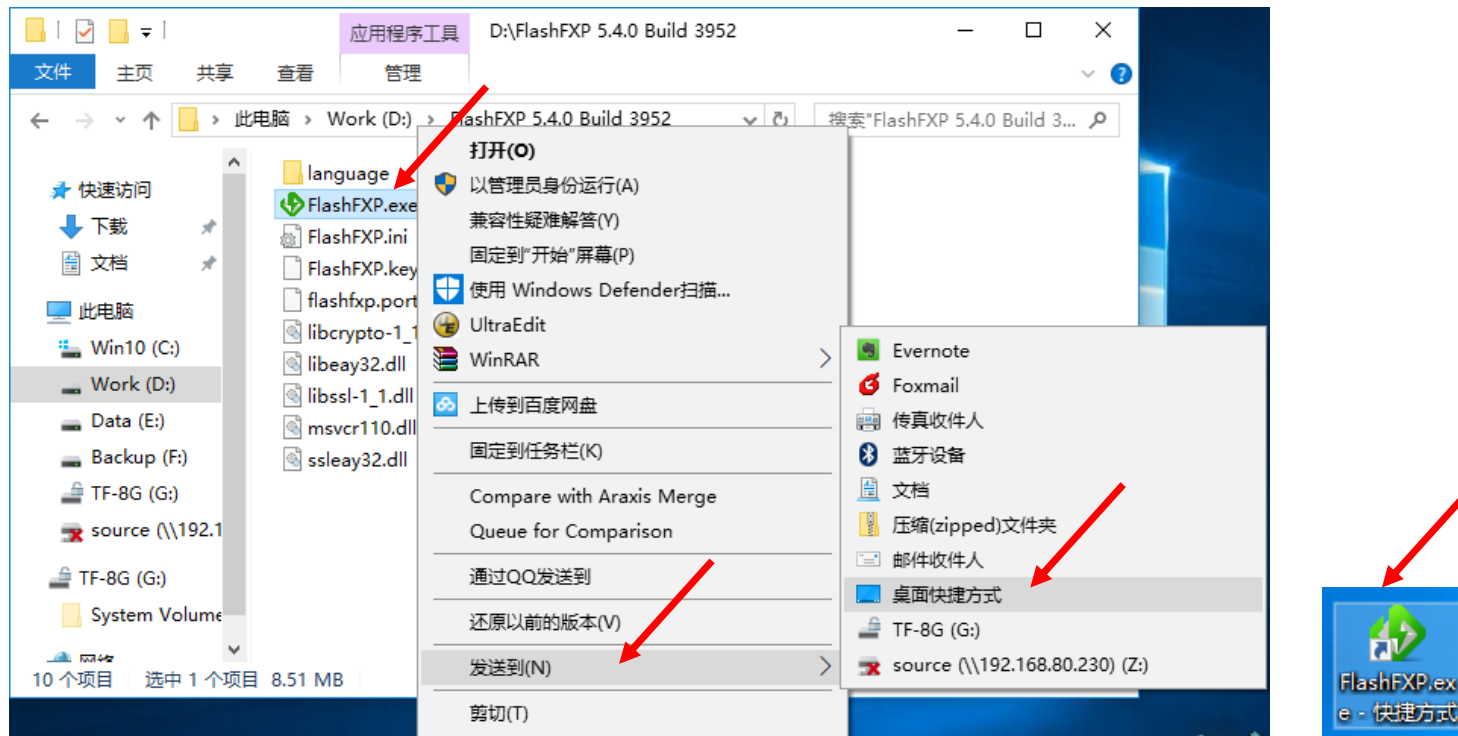 应用程序工具
D:\FlashFXP 5.4.0 Build 3952
文件
主页
共享
查看
管理
此电脑
Work (D:)
FlashFXP 5.4.0 Build 3952
搜索"FlashFXP 5.4.0 Build 3...
快速访问
下载
文档
此电脑
Win10 (C:)
Work (D:)
Data (E:)
Backup (F:)
TF-8G (G:)
source (\\192.1
TF-8G (G:)
System Volume
网络
language
FlashFXP.exe
FlashFXP.ini
FlashFXP.key
flashfxp.port
libcrypto-1_1
libeay32.dll
libssl-1_1.dll
msvcr110.dll
ssleay32.dll
10 个项目
选中 1 个项目 8.51 MB
打开(O)
以管理员身份运行(A)
兼容性疑难解答(Y)
固定到"开始"屏幕(P)
使用 Windows Defender扫描...
UltraEdit
WinRAR
上传到百度网盘
固定到任务栏(K)
Compare with Araxis Merge
Queue for Comparison
通过QQ发送到
还原以前的版本(V)
发送到(N)
剪切(T)
Evernote
Foxmail
传真收件人
蓝牙设备
文档
压缩(zipped)文件夹
邮件收件人
桌面快捷方式
TF-8G (G:)
source (\\192.168.80.230) (Z:)
FlashFXP.ex
e - 快捷方式